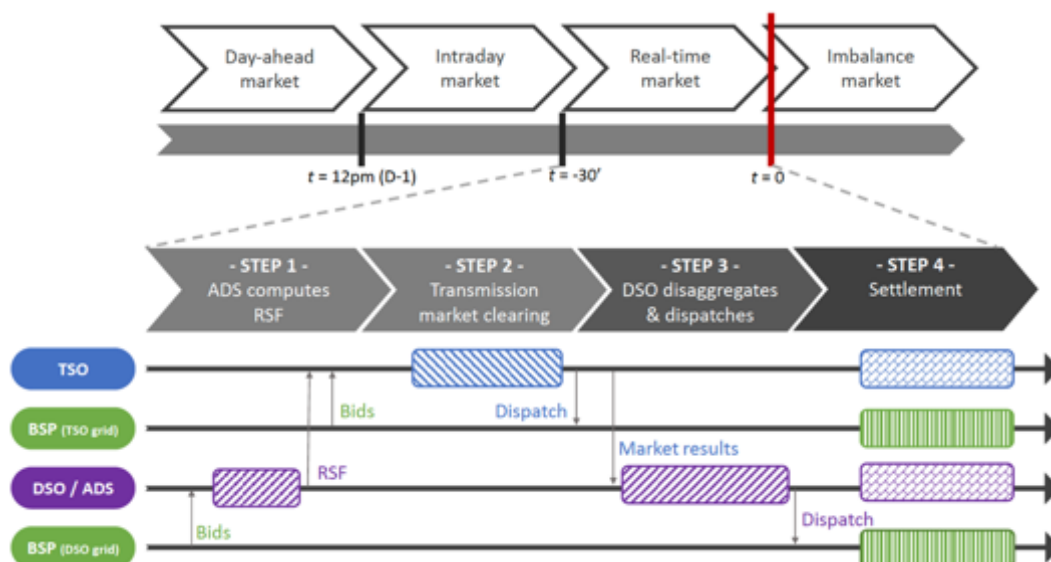 Day-ahead
market
Intraday
market
Real-time
market
Imbalance
market
t = 12pm (D-1)
t = -30'
t = 0
- STEP 1 -
ADS computes
RSF
- STEP 2 -
Transmission
market clearing
- STEP 3 -
DSO disaggregates
& dispatches
- STEP 4 -
Settlement
TSO
Bids
Dispatch
BSP (TSO grid)
Market results
RSF
DSO / ADS
Bids
Dispatch
BSP (DSO grid)